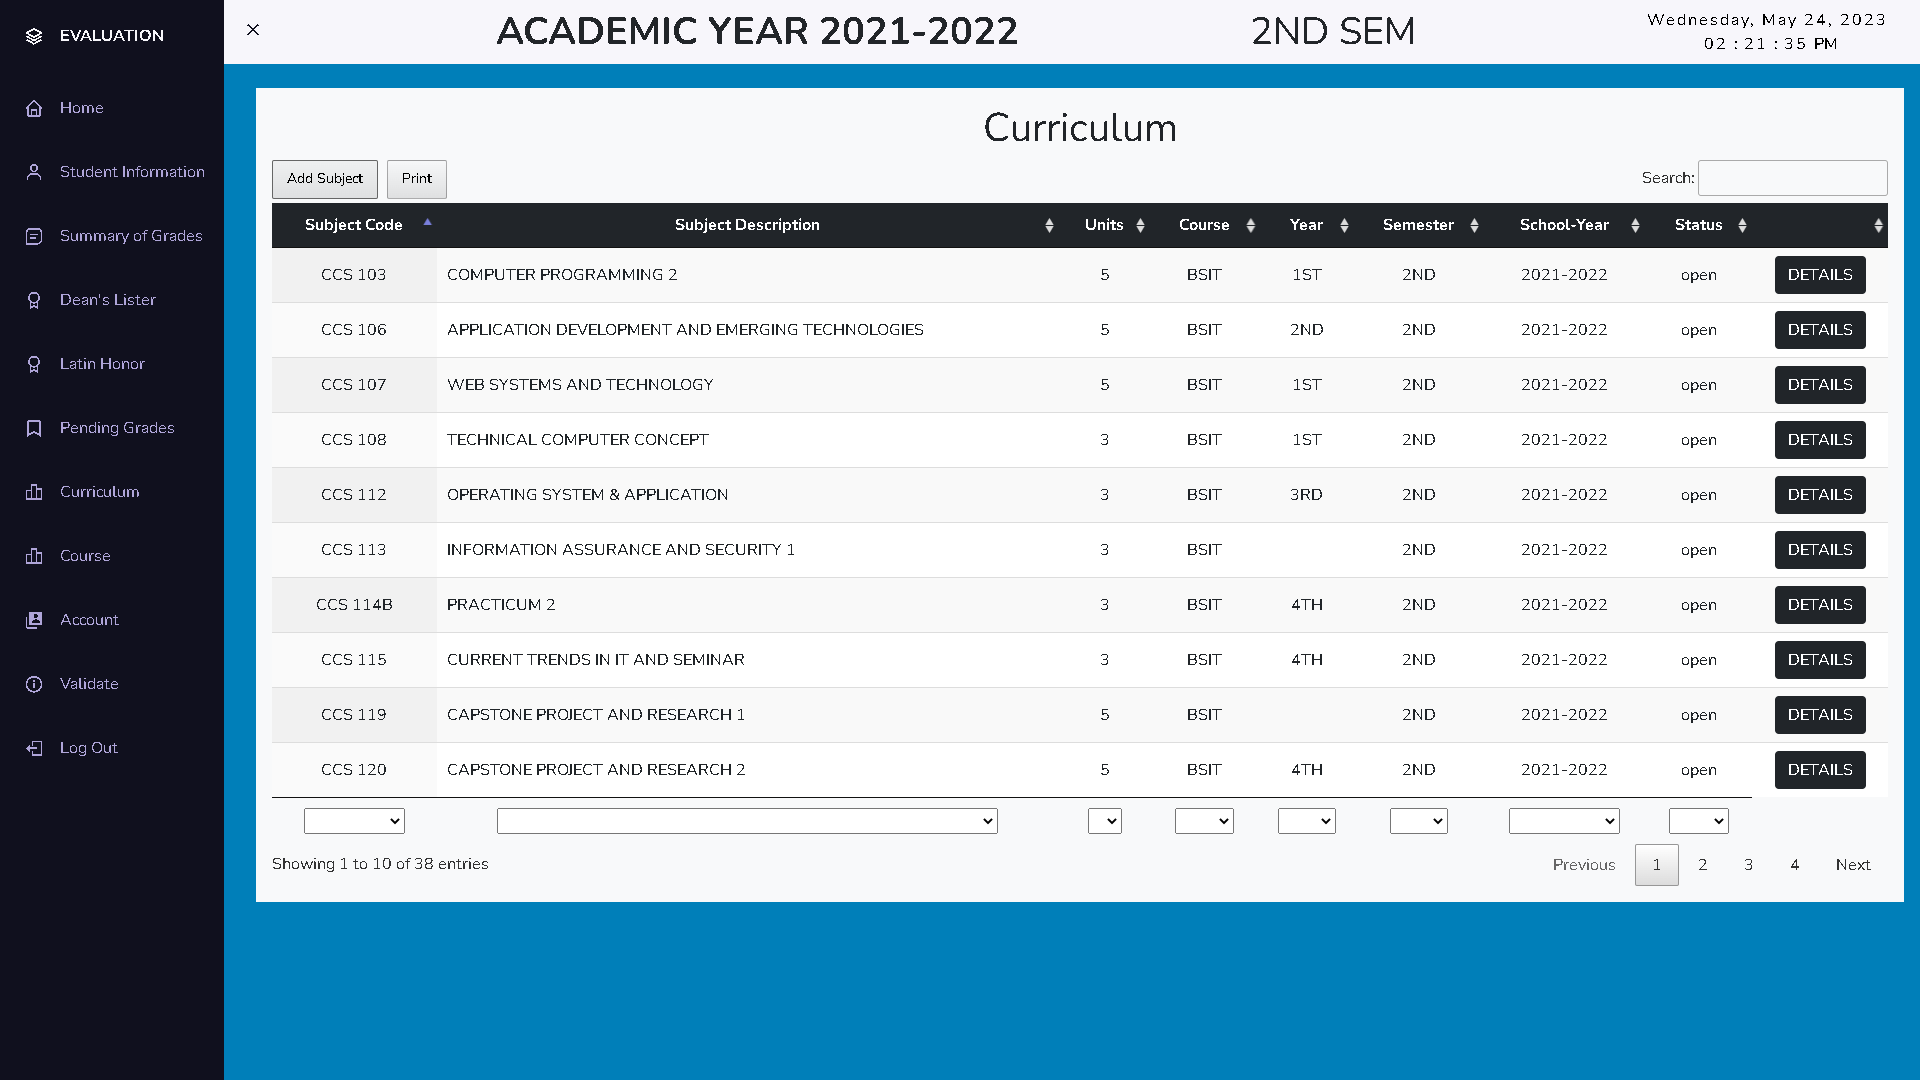 EVALUATION
Home
Student Information
Summary of Grades
Dean's Lister
Latin Honor
Pending Grades
Curriculum
Course
Account
Validate
Log Out
ACADEMIC YEAR 2021-2022 2ND SEM
Wednesday, May 24, 2023
02 : 21 : 35 PM
Curriculum
Add Subject Print Search:
Subject Code Subject Description Units Course Year Semester School-Year Status
CCS 103 COMPUTER PROGRAMMING 2 5 BSIT 1ST 2ND 2021-2022 open DETAILS
CCS 106 APPLICATION DEVELOPMENT AND EMERGING TECHNOLOGIES 5 BSIT 2ND 2ND 2021-2022 open DETAILS
CCS 107 WEB SYSTEMS AND TECHNOLOGY 5 BSIT 1ST 2ND 2021-2022 open DETAILS
CCS 108 TECHNICAL COMPUTER CONCEPT 3 BSIT 1ST 2ND 2021-2022 open DETAILS
CCS 112 OPERATING SYSTEM & APPLICATION 3 BSIT 3RD 2ND 2021-2022 open DETAILS
CCS 113 INFORMATION ASSURANCE AND SECURITY 1 3 BSIT 2ND 2021-2022 open DETAILS
CCS 114B PRACTICUM 2 3 BSIT 4TH 2ND 2021-2022 open DETAILS
CCS 115 CURRENT TRENDS IN IT AND SEMINAR 3 BSIT 4TH 2ND 2021-2022 open DETAILS
CCS 119 CAPSTONE PROJECT AND RESEARCH 1 5 BSIT 2ND 2021-2022 open DETAILS
CCS 120 CAPSTONE PROJECT AND RESEARCH 2 5 BSIT 4TH 2ND 2021-2022 open DETAILS
Showing 1 to 10 of 38 entries Previous 1 2 3 4 Next